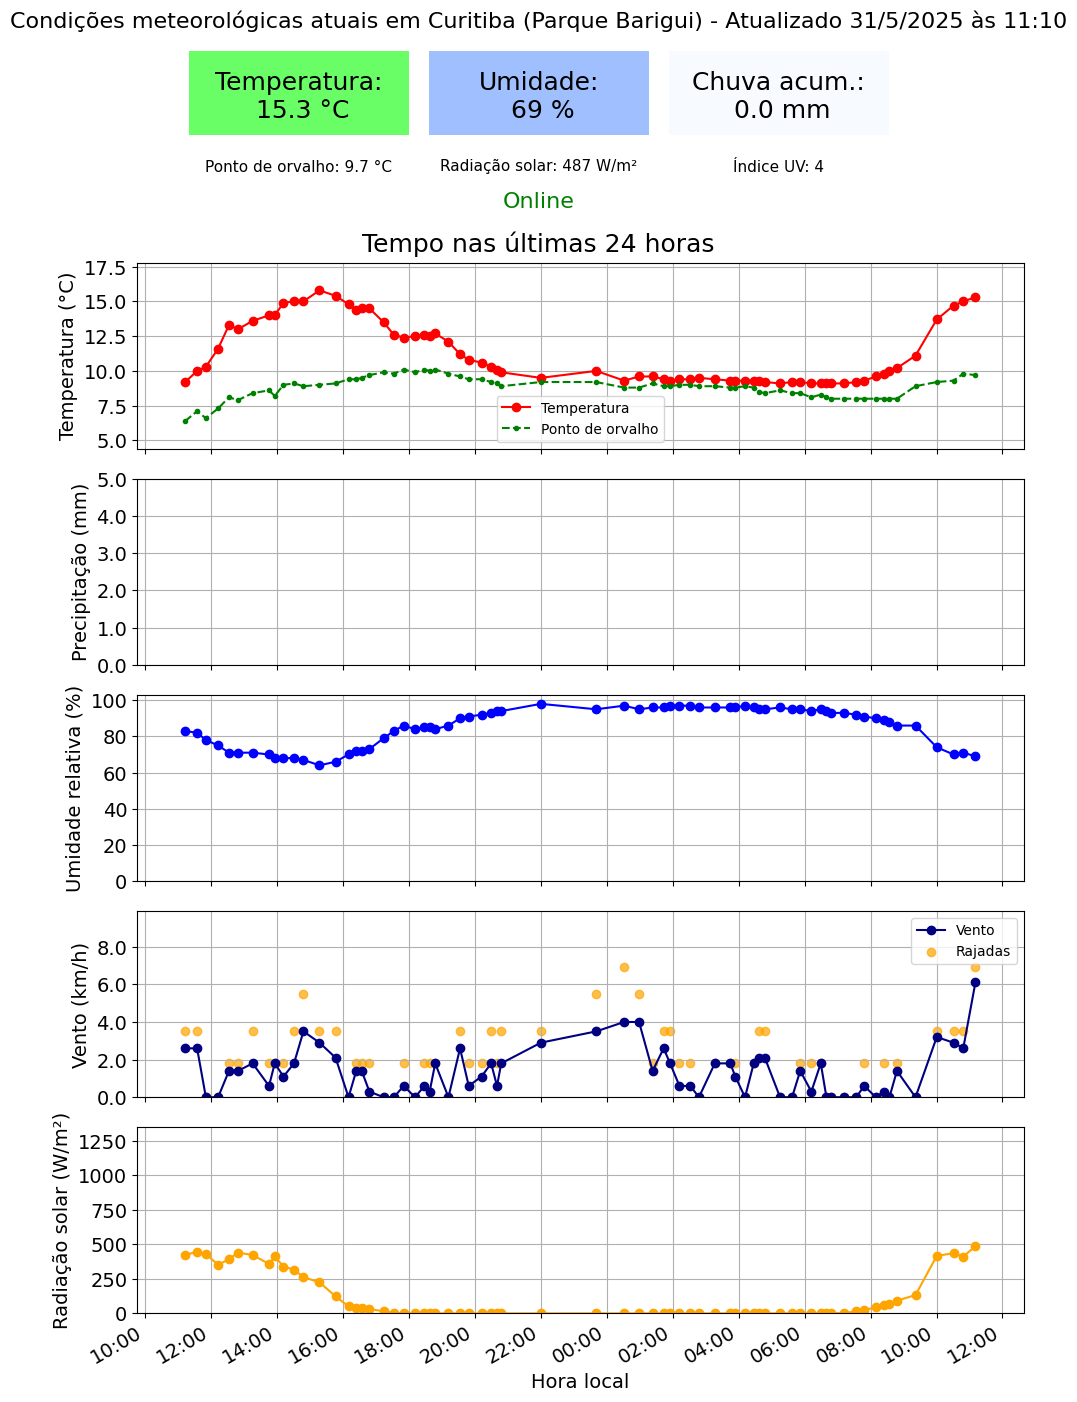 Condições meteorológicas atuais em Curitiba (Parque Barigui) - Atualizado 31/5/2025 às 11:10
Temperatura:
15.3 °C
Umidade:
69 %
Chuva acum.:
0.0 mm
Ponto de orvalho: 9.7 °C
Radiação solar: 487 W/m²
Índice UV: 4
Online
Tempo nas últimas 24 horas
Temperatura (°C)
17.5
15.0
12.5
10.0
7.5
5.0
Temperatura
Ponto de orvalho
Precipitação (mm)
5.0
4.0
3.0
2.0
1.0
0.0
Umidade relativa (%)
100
80
60
40
20
0
Vento (km/h)
8.0
6.0
4.0
2.0
0.0
Vento
Rajadas
Radiação solar (W/m²)
1250
1000
750
500
250
0
10:00 12:00 14:00 16:00 18:00 20:00 22:00 00:00 02:00 04:00 06:00 08:00 10:00 12:00
Hora local